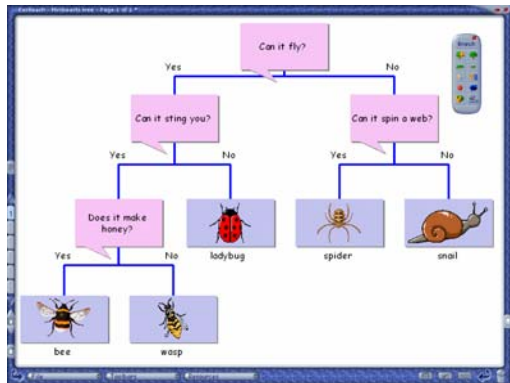 Can it fly?
Yes
No
Can it sting you?
Can it spin a web?
Yes
No
Yes
No
Does it make
honey?
ladybug
spider
snail
Yes
No
bee
wasp